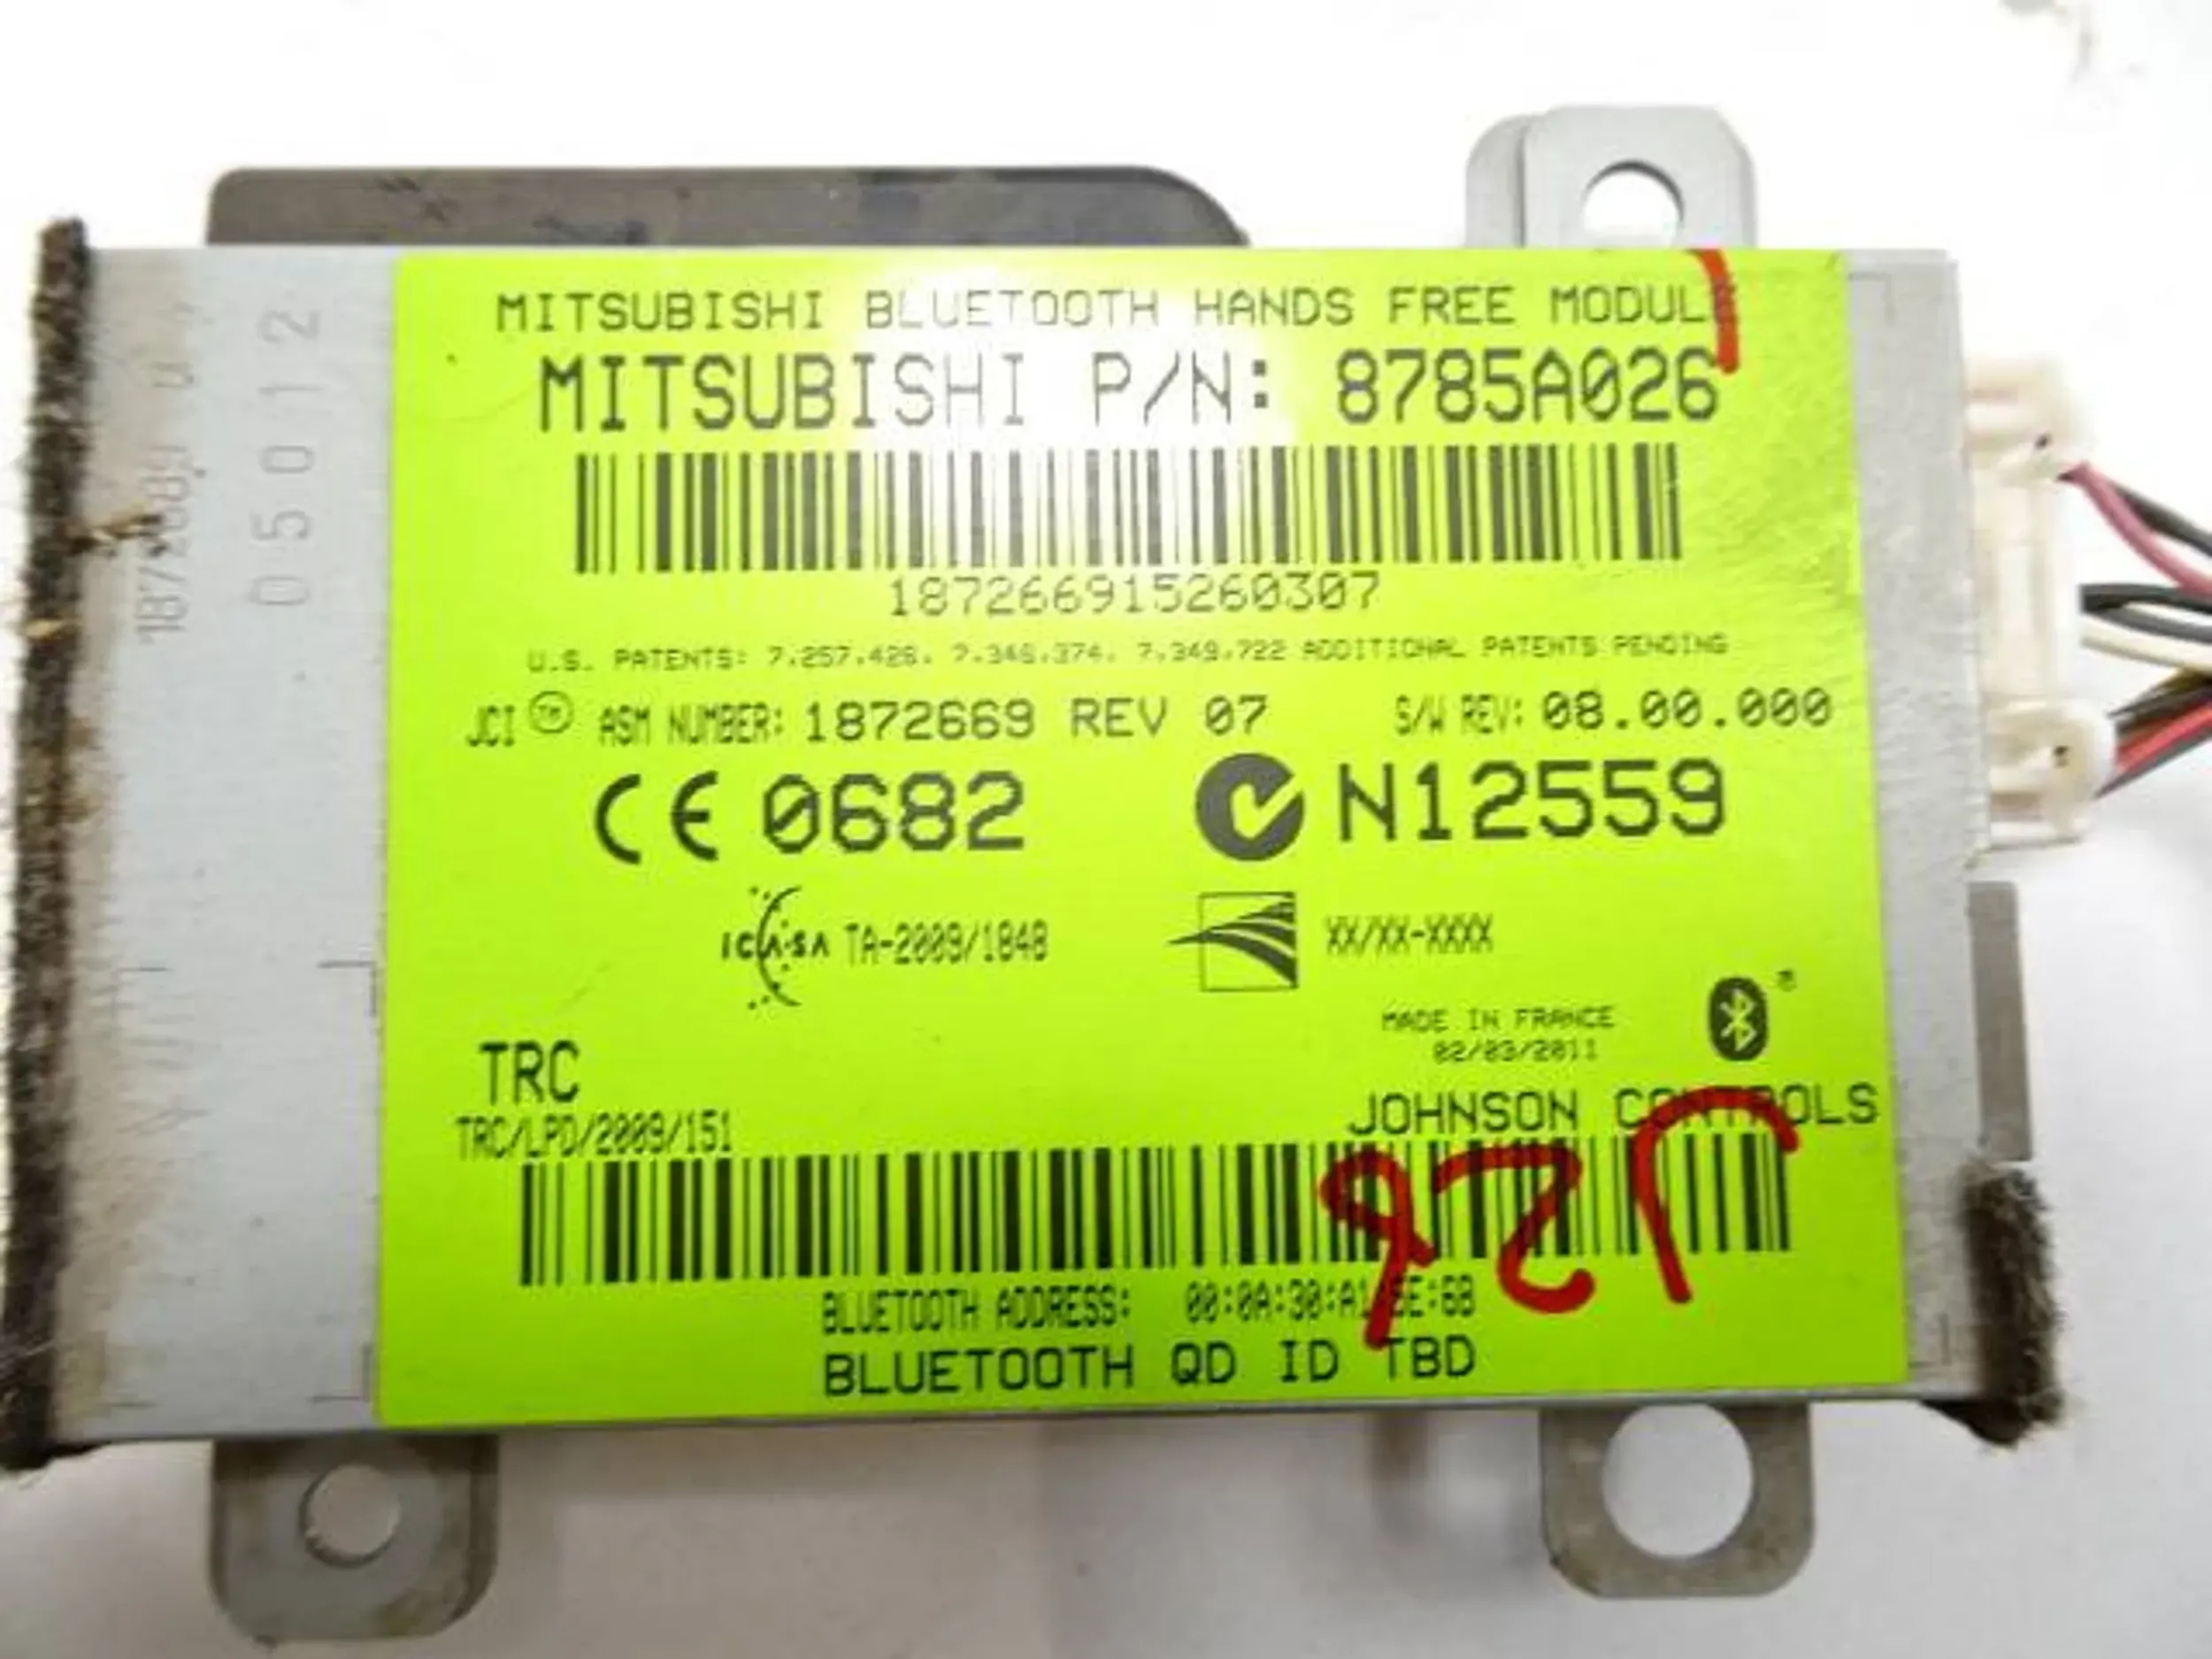 MITSUBISHI BLUETOOTH HANDS FREE MODUL
MITSUBISHI P/N: 8785A026
187266915260307
U.S. PATENTS: 7.257.426. 7.346.374. 7.349.722 ADDITIONAL PATENTS PENDING
JCI TM ASM NUMBER: 1872669 REV 07 S/W REV: 08.00.000
CE 0682 N12559
ICASA TA-2009/1848 XX/XX-XXXX
MADE IN FRANCE
02/03/2011
TRC
JOHNSON CONTROLS
TRC/LPD/2009/151
BLUETOOTH ADDRESS:
BLUETOOTH QD ID TBD
05012